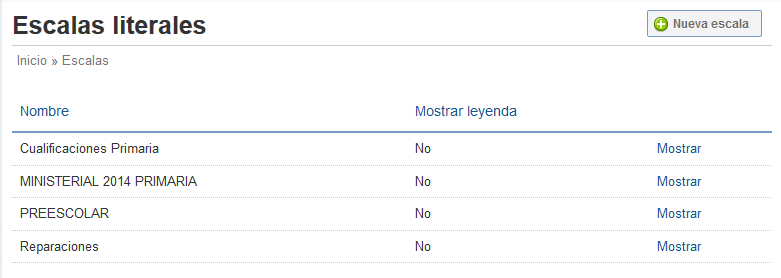 Escalas literales
Nueva escala
Inicio » Escalas
Nombre Mostrar leyenda
Cualificaciones Primaria No Mostrar
MINISTERIAL 2014 PRIMARIA No Mostrar
PREESCOLAR No Mostrar
Reparaciones No Mostrar